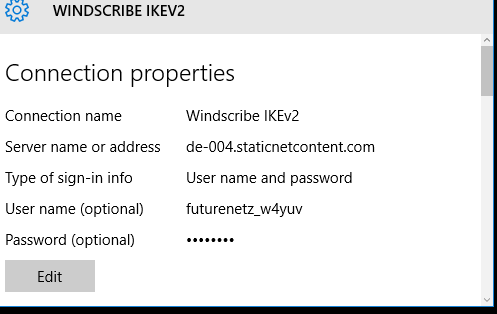 WINDSCRIBE IKEV2
Connection properties
Connection name Windscribe IKEv2
Server name or address de-004.staticnetcontent.com
Type of sign-in info User name and password
User name (optional) futurenetz_w4yuv
Password (optional) ••••••••
Edit